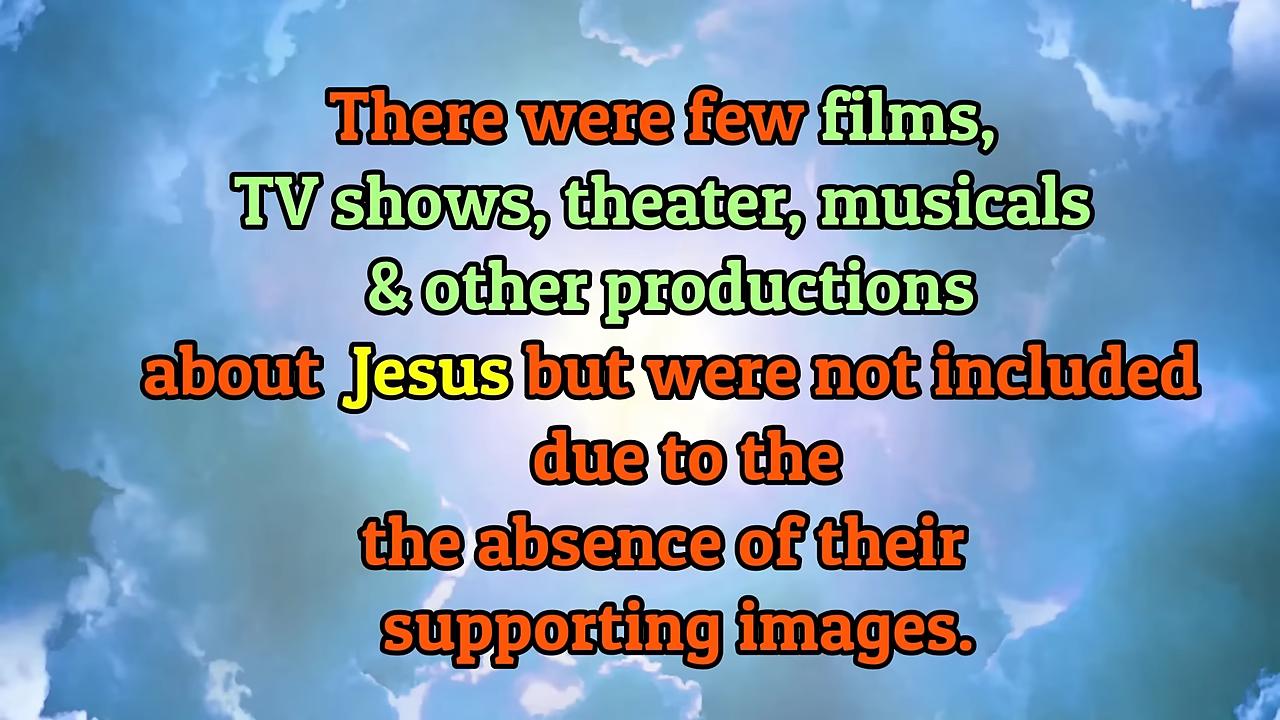 There were few films,
TV shows, theater, musicals
& other productions
about Jesus but were not included
due to the
the absence of their
supporting images.